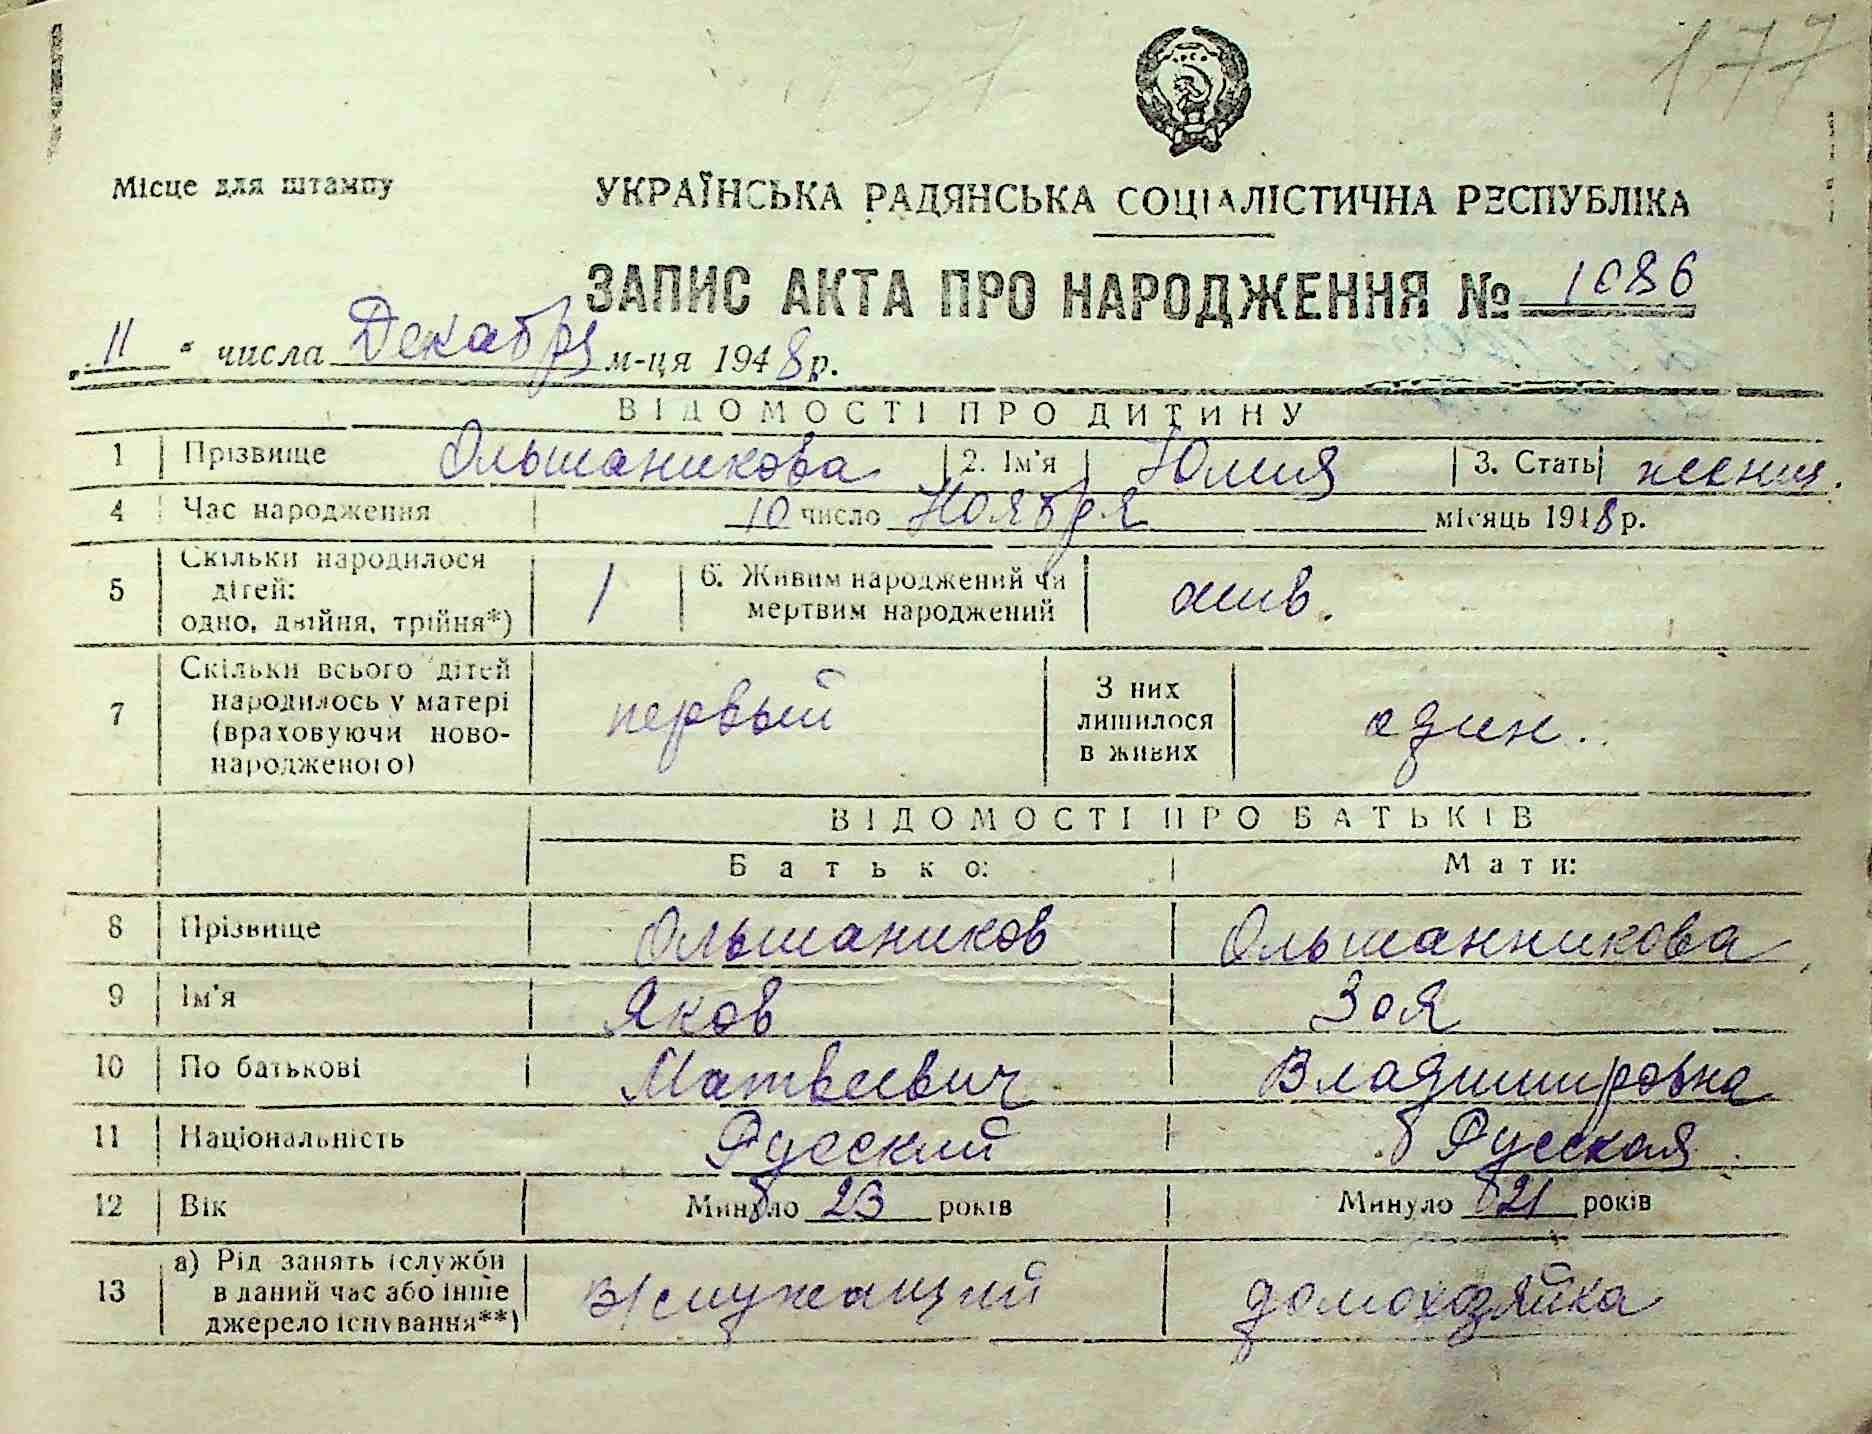 177
Місце для штампу
УКРАЇНСЬКА РАДЯНСЬКА СОЦІАЛІСТИЧНА РЕСПУБЛІКА
ЗАПИС АКТА ПРО НАРОДЖЕННЯ № 1086
„ 11 " числа Декабря м-ця 1948 р.
ВІДОМОСТІ ПРО ДИТИНУ
1 Прізвище Ольшаникова 2. Ім'я Юлия 3. Стать женщ.
4 Час народження 10 число Ноября місяць 1948 р.
5 Скільки народилося дітей: одно, двійня, трійня*) 1 6. Живим народжений чи мертвим народжений жив.
7 Скільки всього дітей народилось у матері (враховуючи новонародженого) первый З них лишилося в живих один.
ВІДОМОСТІ ПРО БАТЬКІВ
Батько: Мати:
8 Прізвище Ольшаников Ольшанникова
9 Ім'я Яков Зоя
10 По батькові Матвеевич Владимировна
11 Національність Русский Русская
12 Вік Минуло 23 років Минуло 21 років
13 а) Рід занять (служби в даний час або інше джерело існування**) в/служащий домохозяйка